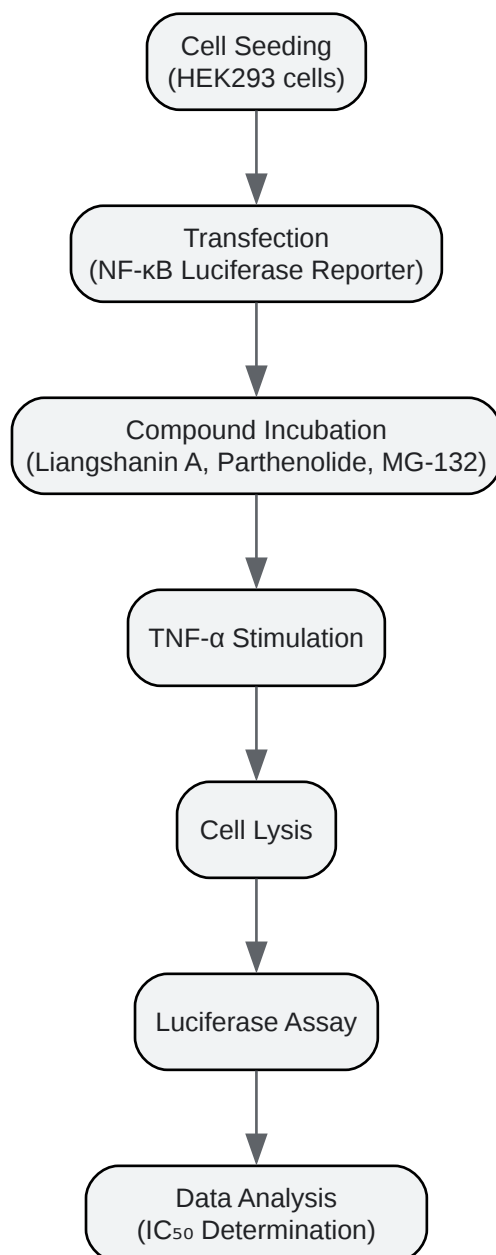 Cell Seeding
(HEK293 cells)
Transfection
(NF-κB Luciferase Reporter)
Compound Incubation
(Liangshanin A, Parthenolide, MG-132)
TNF-α Stimulation
Cell Lysis
Luciferase Assay
Data Analysis
(IC₅₀ Determination)